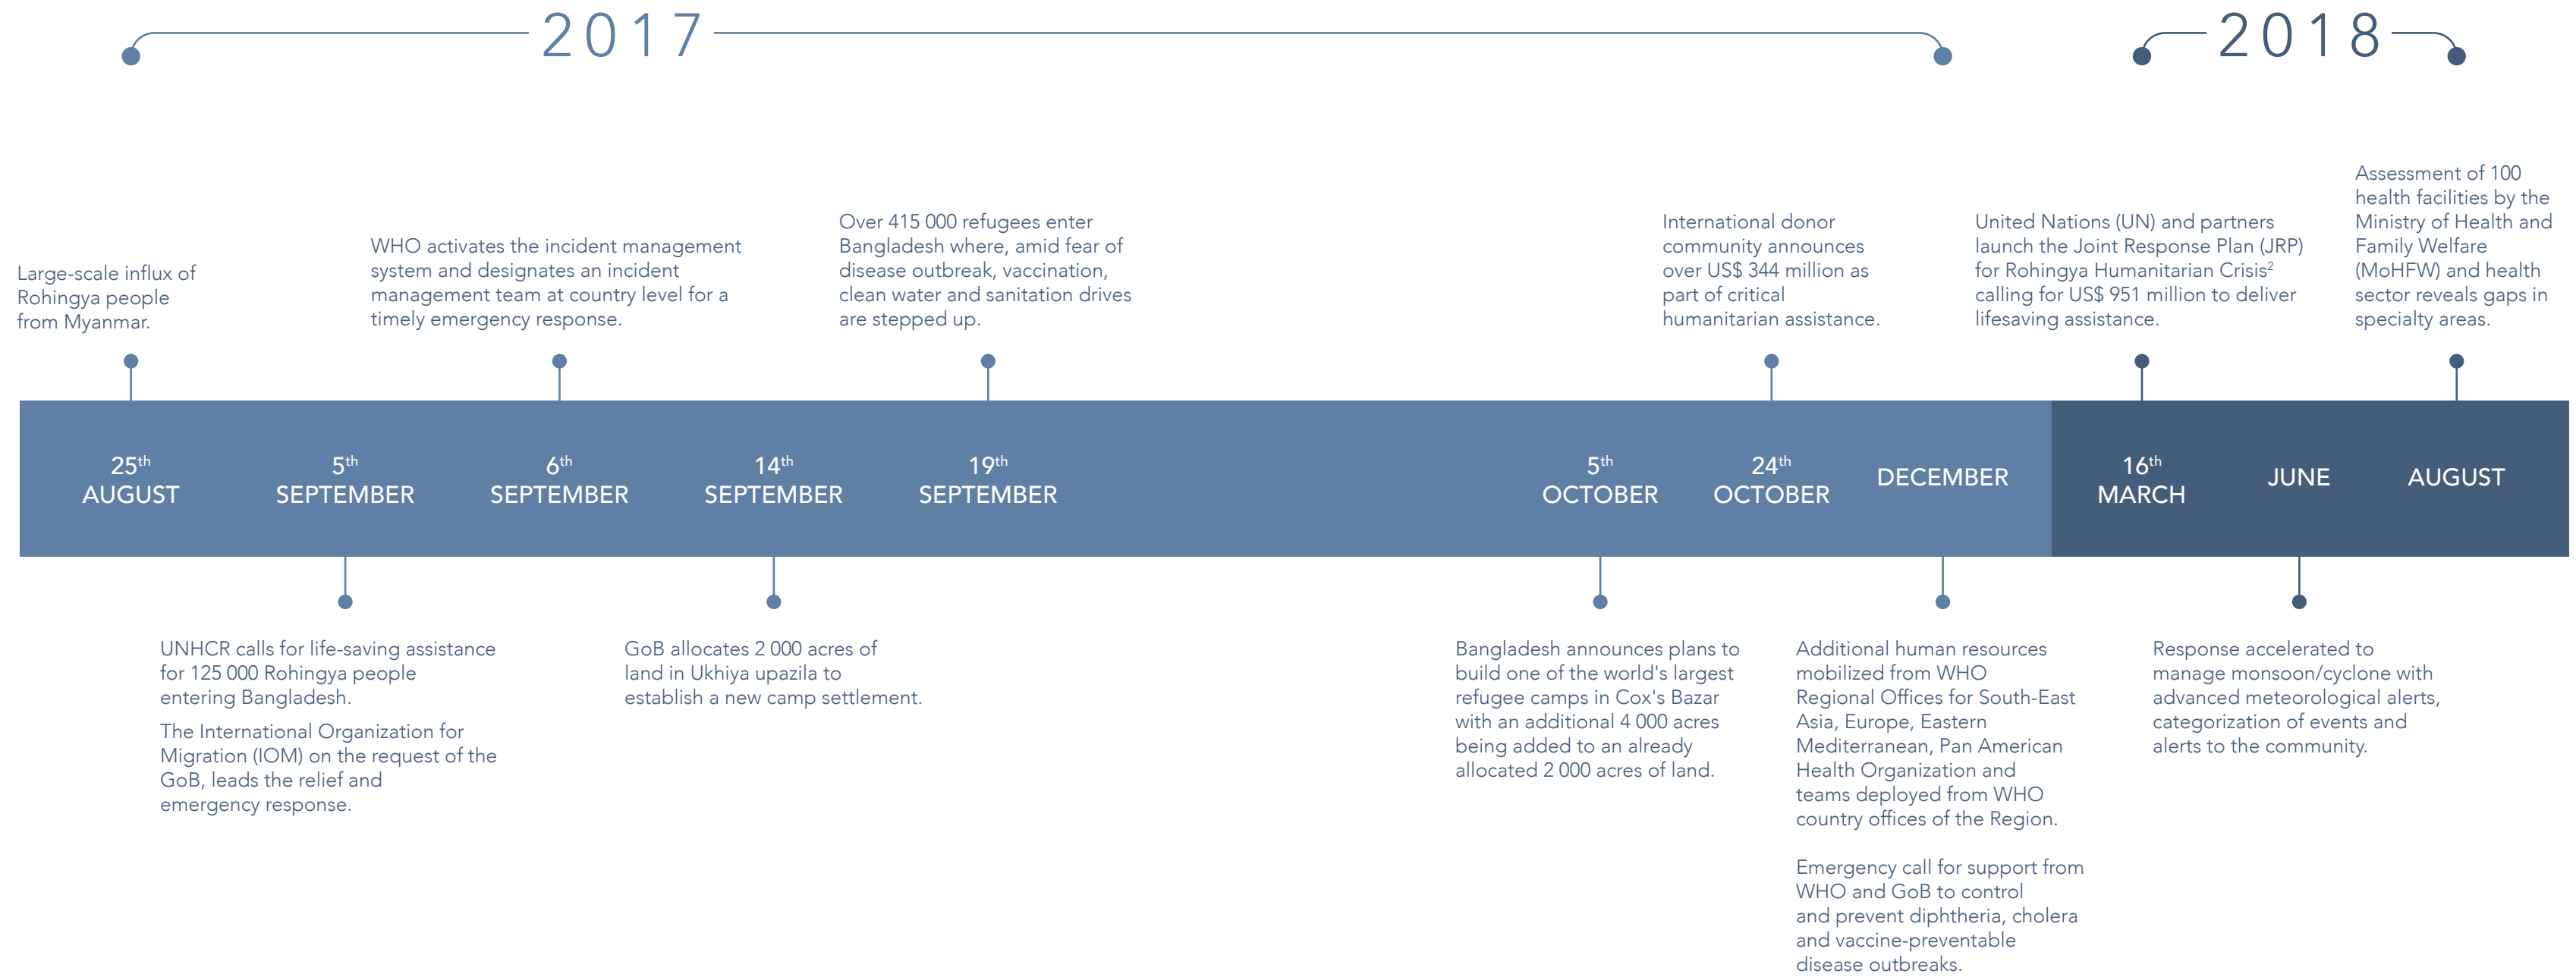 2017
2018
Large-scale influx of
Rohingya people
from Myanmar.
WHO activates the incident management
system and designates an incident
management team at country level for a
timely emergency response.
Over 415 000 refugees enter
Bangladesh where, amid fear of
disease outbreak, vaccination,
clean water and sanitation drives
are stepped up.
International donor
community announces
over US$ 344 million as
part of critical
humanitarian assistance.
United Nations (UN) and partners
launch the Joint Response Plan (JRP)
for Rohingya Humanitarian Crisis²
calling for US$ 951 million to deliver
lifesaving assistance.
Assessment of 100
health facilities by the
Ministry of Health and
Family Welfare
(MoHFW) and health
sector reveals gaps in
specialty areas.
25th
AUGUST
5th
SEPTEMBER
6th
SEPTEMBER
14th
SEPTEMBER
19th
SEPTEMBER
5th
OCTOBER
24th
OCTOBER
DECEMBER
16th
MARCH
JUNE
AUGUST
UNHCR calls for life-saving assistance
for 125 000 Rohingya people
entering Bangladesh.
The International Organization for
Migration (IOM) on the request of the
GoB, leads the relief and
emergency response.
GoB allocates 2 000 acres of
land in Ukhiya upazila to
establish a new camp settlement.
Bangladesh announces plans to
build one of the world's largest
refugee camps in Cox's Bazar
with an additional 4 000 acres
being added to an already
allocated 2 000 acres of land.
Additional human resources
mobilized from WHO
Regional Offices for South-East
Asia, Europe, Eastern
Mediterranean, Pan American
Health Organization and
teams deployed from WHO
country offices of the Region.
Emergency call for support from
WHO and GoB to control
and prevent diphtheria, cholera
and vaccine-preventable
disease outbreaks.
Response accelerated to
manage monsoon/cyclone with
advanced meteorological alerts,
categorization of events and
alerts to the community.